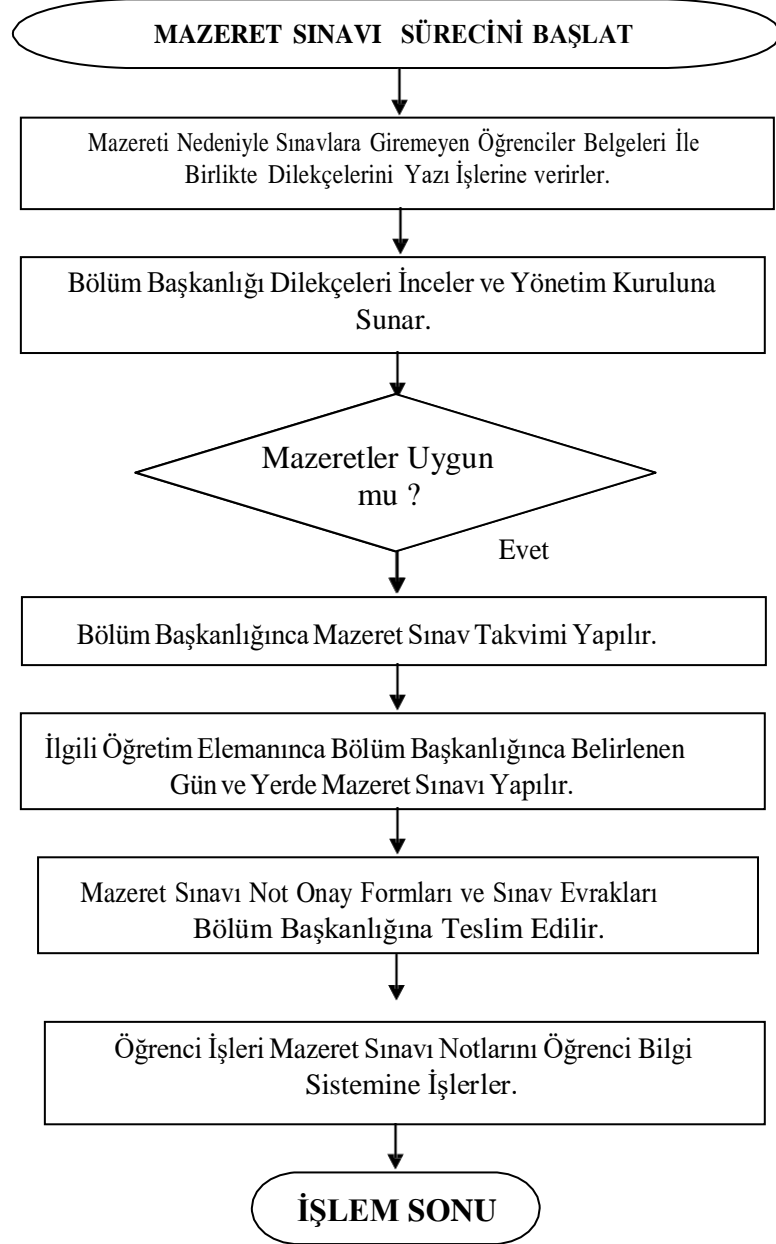 MAZERET SINAVI SÜRECİNİ BAŞLAT
Mazereti Nedeniyle Sınavlara Giremeyen Öğrenciler Belgeleri İle
Birlikte Dilekçelerini Yazı İşlerine verirler.
Bölüm Başkanlığı Dilekçeleri İnceler ve Yönetim Kuruluna
Sunar.
Mazeretler Uygun
mu ?
Evet
Bölüm Başkanlığınca Mazeret Sınav Takvimi Yapılır.
İlgili Öğretim Elemanınca Bölüm Başkanlığınca Belirlenen
Gün ve Yerde Mazeret Sınavı Yapılır.
Mazeret Sınavı Not Onay Formları ve Sınav Evrakları
Bölüm Başkanlığına Teslim Edilir.
Öğrenci İşleri Mazeret Sınavı Notlarını Öğrenci Bilgi
Sistemine İşlerler.
İŞLEM SONU